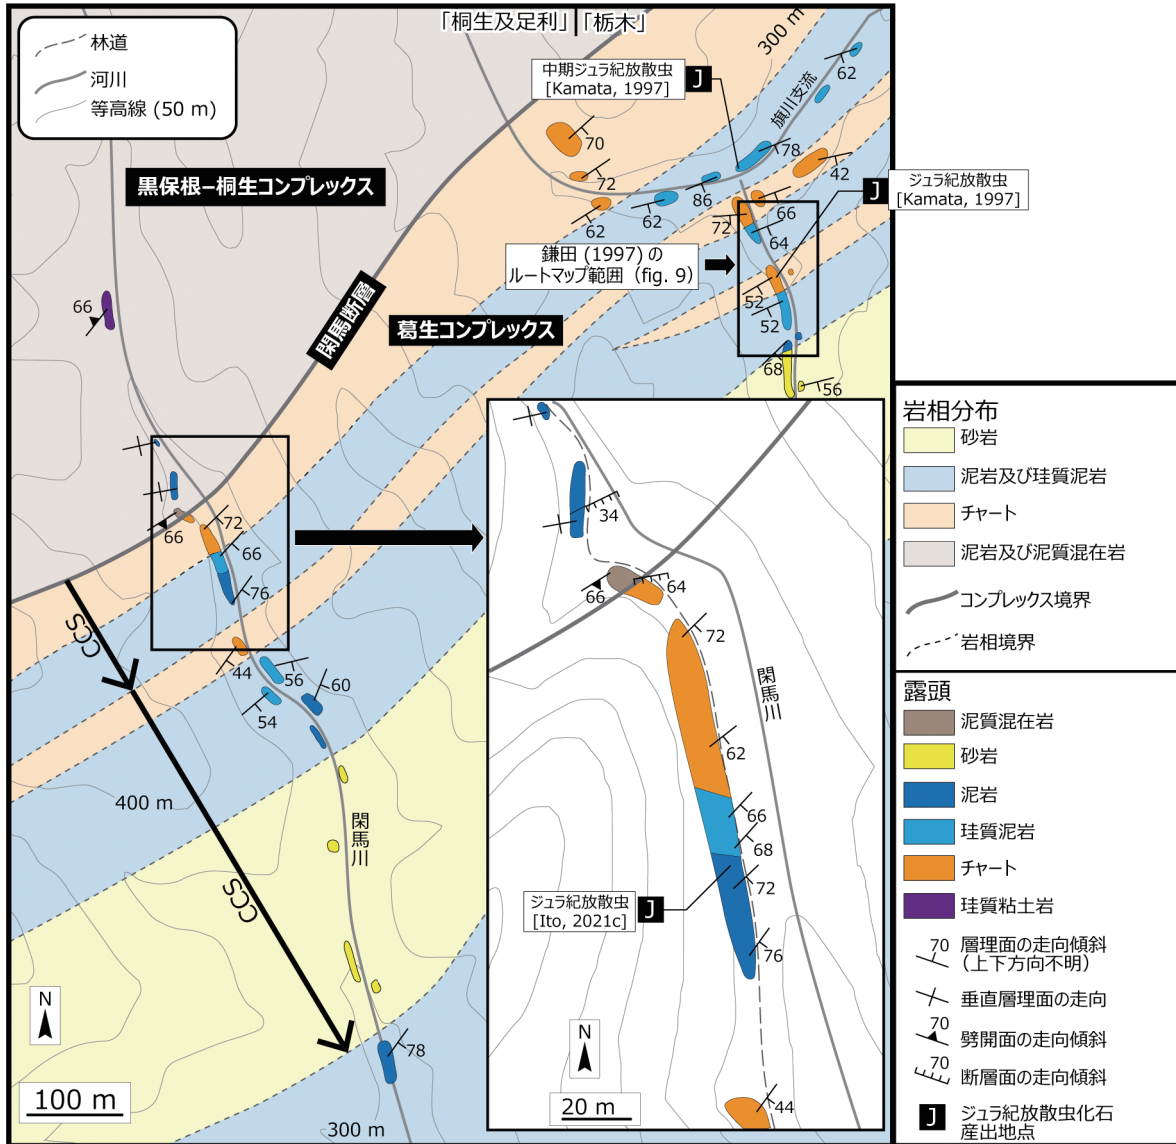 「桐生及足利」
「栃木」
林道
河川
等高線 (50 m)
300 m
中期ジュラ紀放散虫
[Kamata, 1997]
J
旗川支流
62
70
78
72
42
黒保根−桐生コンプレックス
ジュラ紀放散虫
[Kamata, 1997]
J
86
62
62
66
72
64
鎌田 (1997) の
ルートマップ範囲（fig. 9）
閑馬断層
葛生コンプレックス
66
52
52
68
56
66
72
66
76
CCS
44
56
60
54
400 m
閑馬川
CCS
N
78
100 m
300 m
34
66
64
72
閑馬川
62
66
68
72
ジュラ紀放散虫
[Ito, 2021c]
J
76
N
20 m
44
岩相分布
砂岩
泥岩及び珪質泥岩
チャート
泥岩及び泥質混在岩
コンプレックス境界
岩相境界
露頭
泥質混在岩
砂岩
泥岩
珪質泥岩
チャート
珪質粘土岩
70
層理面の走向傾斜
（上下方向不明）
垂直層理面の走向
70
劈開面の走向傾斜
70
断層面の走向傾斜
J
ジュラ紀放散虫化石
産出地点